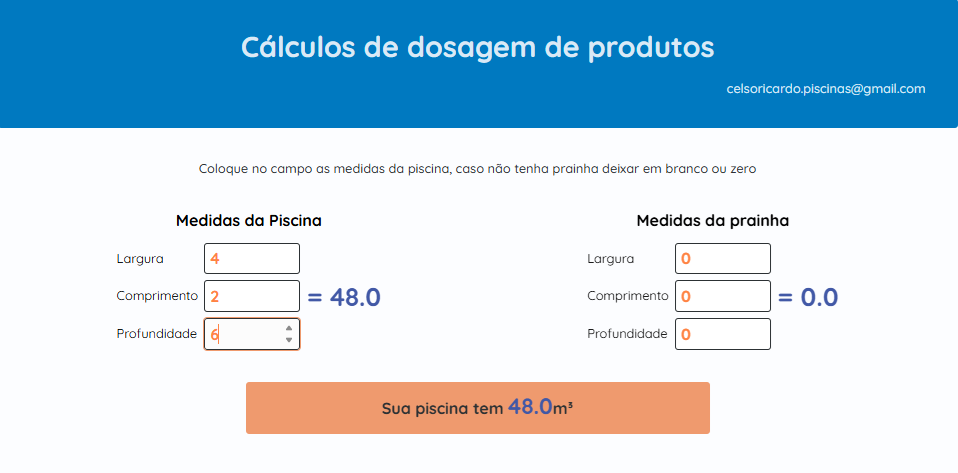 Cálculos de dosagem de produtos
celsoricardo.piscinas@gmail.com
Coloque no campo as medidas da piscina, caso não tenha prainha deixar em branco ou zero
Medidas da Piscina
Largura 4
Comprimento 2 = 48.0
Profundidade 6
Medidas da prainha
Largura 0
Comprimento 0 = 0.0
Profundidade 0
Sua piscina tem 48.0m³